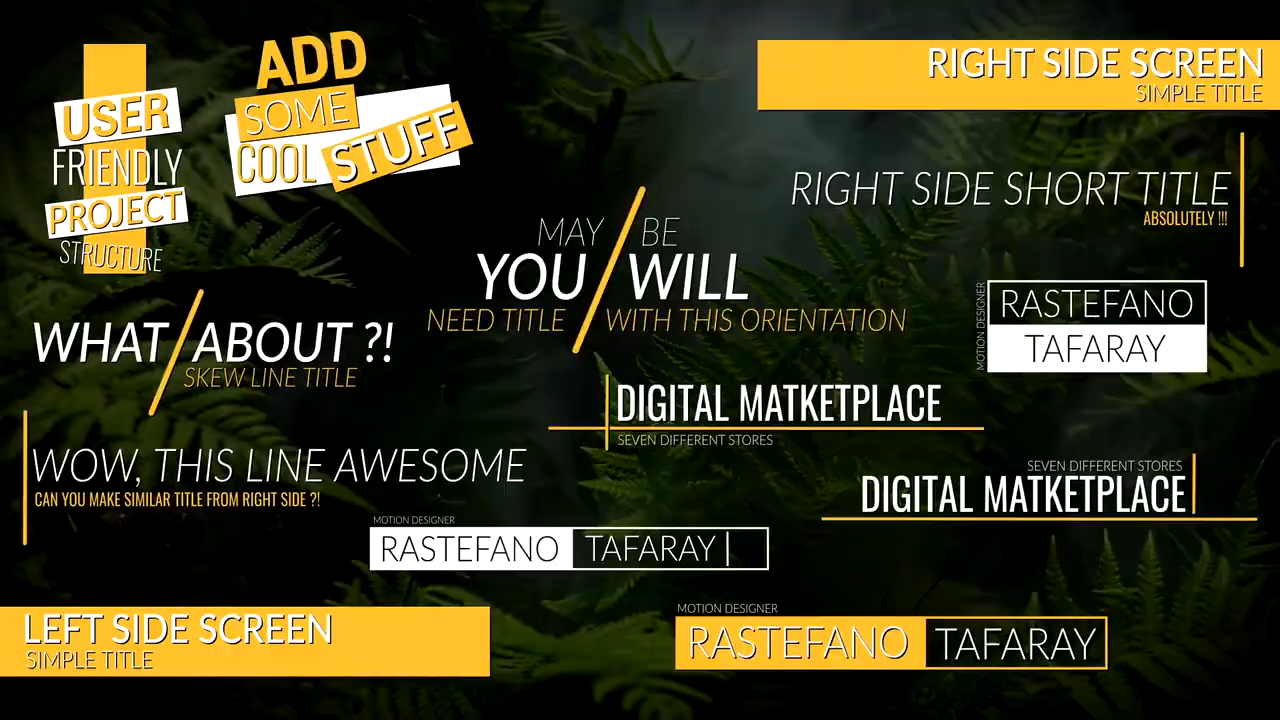 USER
FRIENDLY
PROJECT
STRUCTURE
ADD
SOME
COOL STUFF
RIGHT SIDE SCREEN
SIMPLE TITLE
RIGHT SIDE SHORT TITLE
ABSOLUTELY !!!
MAY BE
YOU WILL
NEED TITLE WITH THIS ORIENTATION
MOTION DESIGNER
RASTEFANO
TAFARAY
WHAT ABOUT ?!
SKEW LINE TITLE
DIGITAL MATKETPLACE
SEVEN DIFFERENT STORES
WOW, THIS LINE AWESOME
CAN YOU MAKE SIMILAR TITLE FROM RIGHT SIDE ?!
SEVEN DIFFERENT STORES
DIGITAL MATKETPLACE
MOTION DESIGNER
RASTEFANO TAFARAY |
LEFT SIDE SCREEN
SIMPLE TITLE
MOTION DESIGNER
RASTEFANO TAFARAY